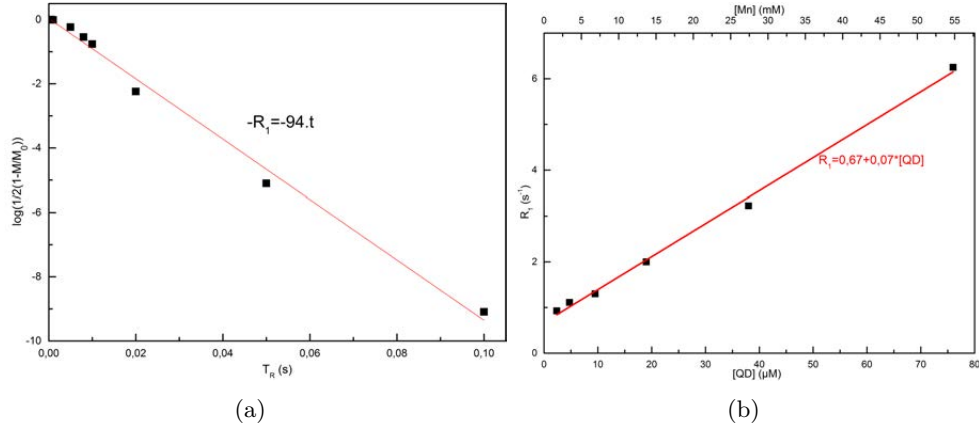 log(1/2(1-M/M0))
0
-2
-4
-6
-8
-10
-R1=-94.t
0,00 0,02 0,04 0,06 0,08 0,10
TR (s)
(a)
[Mn] (mM)
0 5 10 15 20 25 30 35 40 45 50 55
R1 (s-1)
6
4
2
0
R1=0,67+0,07*[QD]
0 10 20 30 40 50 60 70 80
[QD] (µM)
(b)